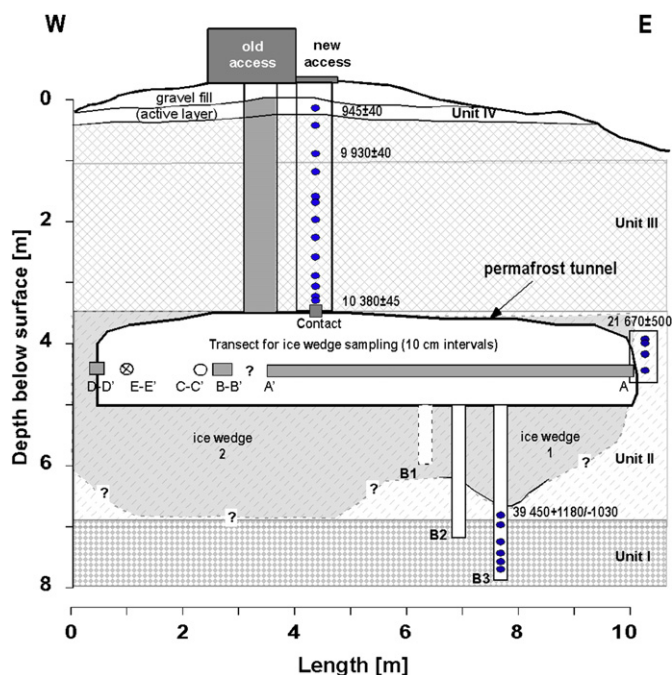 W
E
old
access
new
access
gravel fill
(active layer)
945±40
Unit IV
9 930±40
Unit III
permafrost tunnel
10 380±45
Contact
21 670±500
Transect for ice wedge sampling (10 cm intervals)
D-D' E-E' C-C' B-B' ? A' A
ice wedge
2
ice wedge
1
Unit II
B1
?
?
?
?
39 450+1180/-1030
B2
Unit I
B3
0
2
4
6
8
Depth below surface [m]
0 2 4 6 8 10
Length [m]